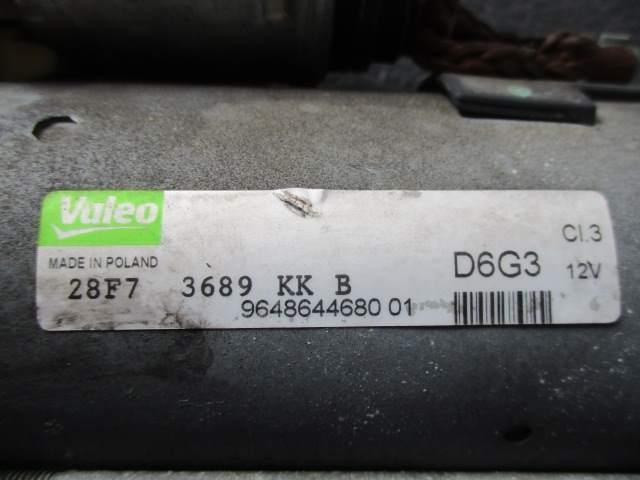 Valeo
MADE IN POLAND
28F7 3689 KK B
9648644680 01
D6G3
Cl.3
12V